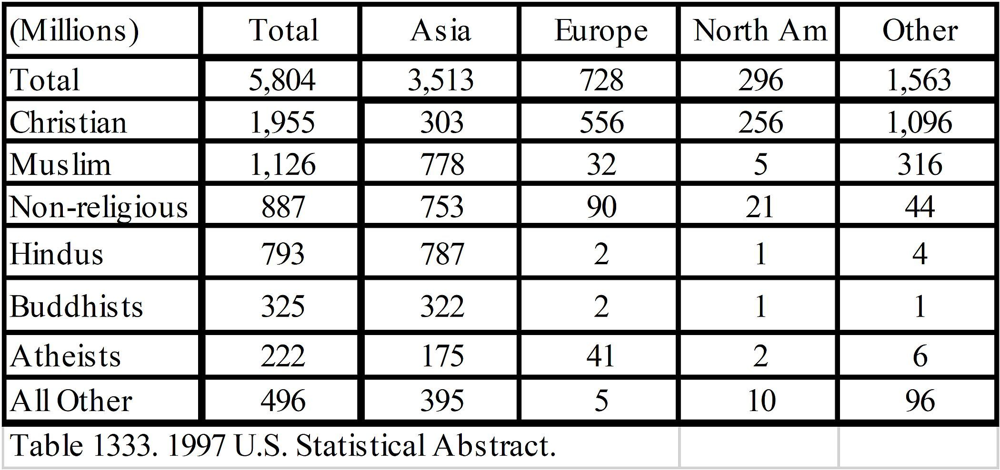 (Millions) Total Asia Europe North Am Other
Total 5,804 3,513 728 296 1,563
Christian 1,955 303 556 256 1,096
Muslim 1,126 778 32 5 316
Non-religious 887 753 90 21 44
Hindus 793 787 2 1 4
Buddhists 325 322 2 1 1
Atheists 222 175 41 2 6
All Other 496 395 5 10 96
Table 1333. 1997 U.S. Statistical Abstract.